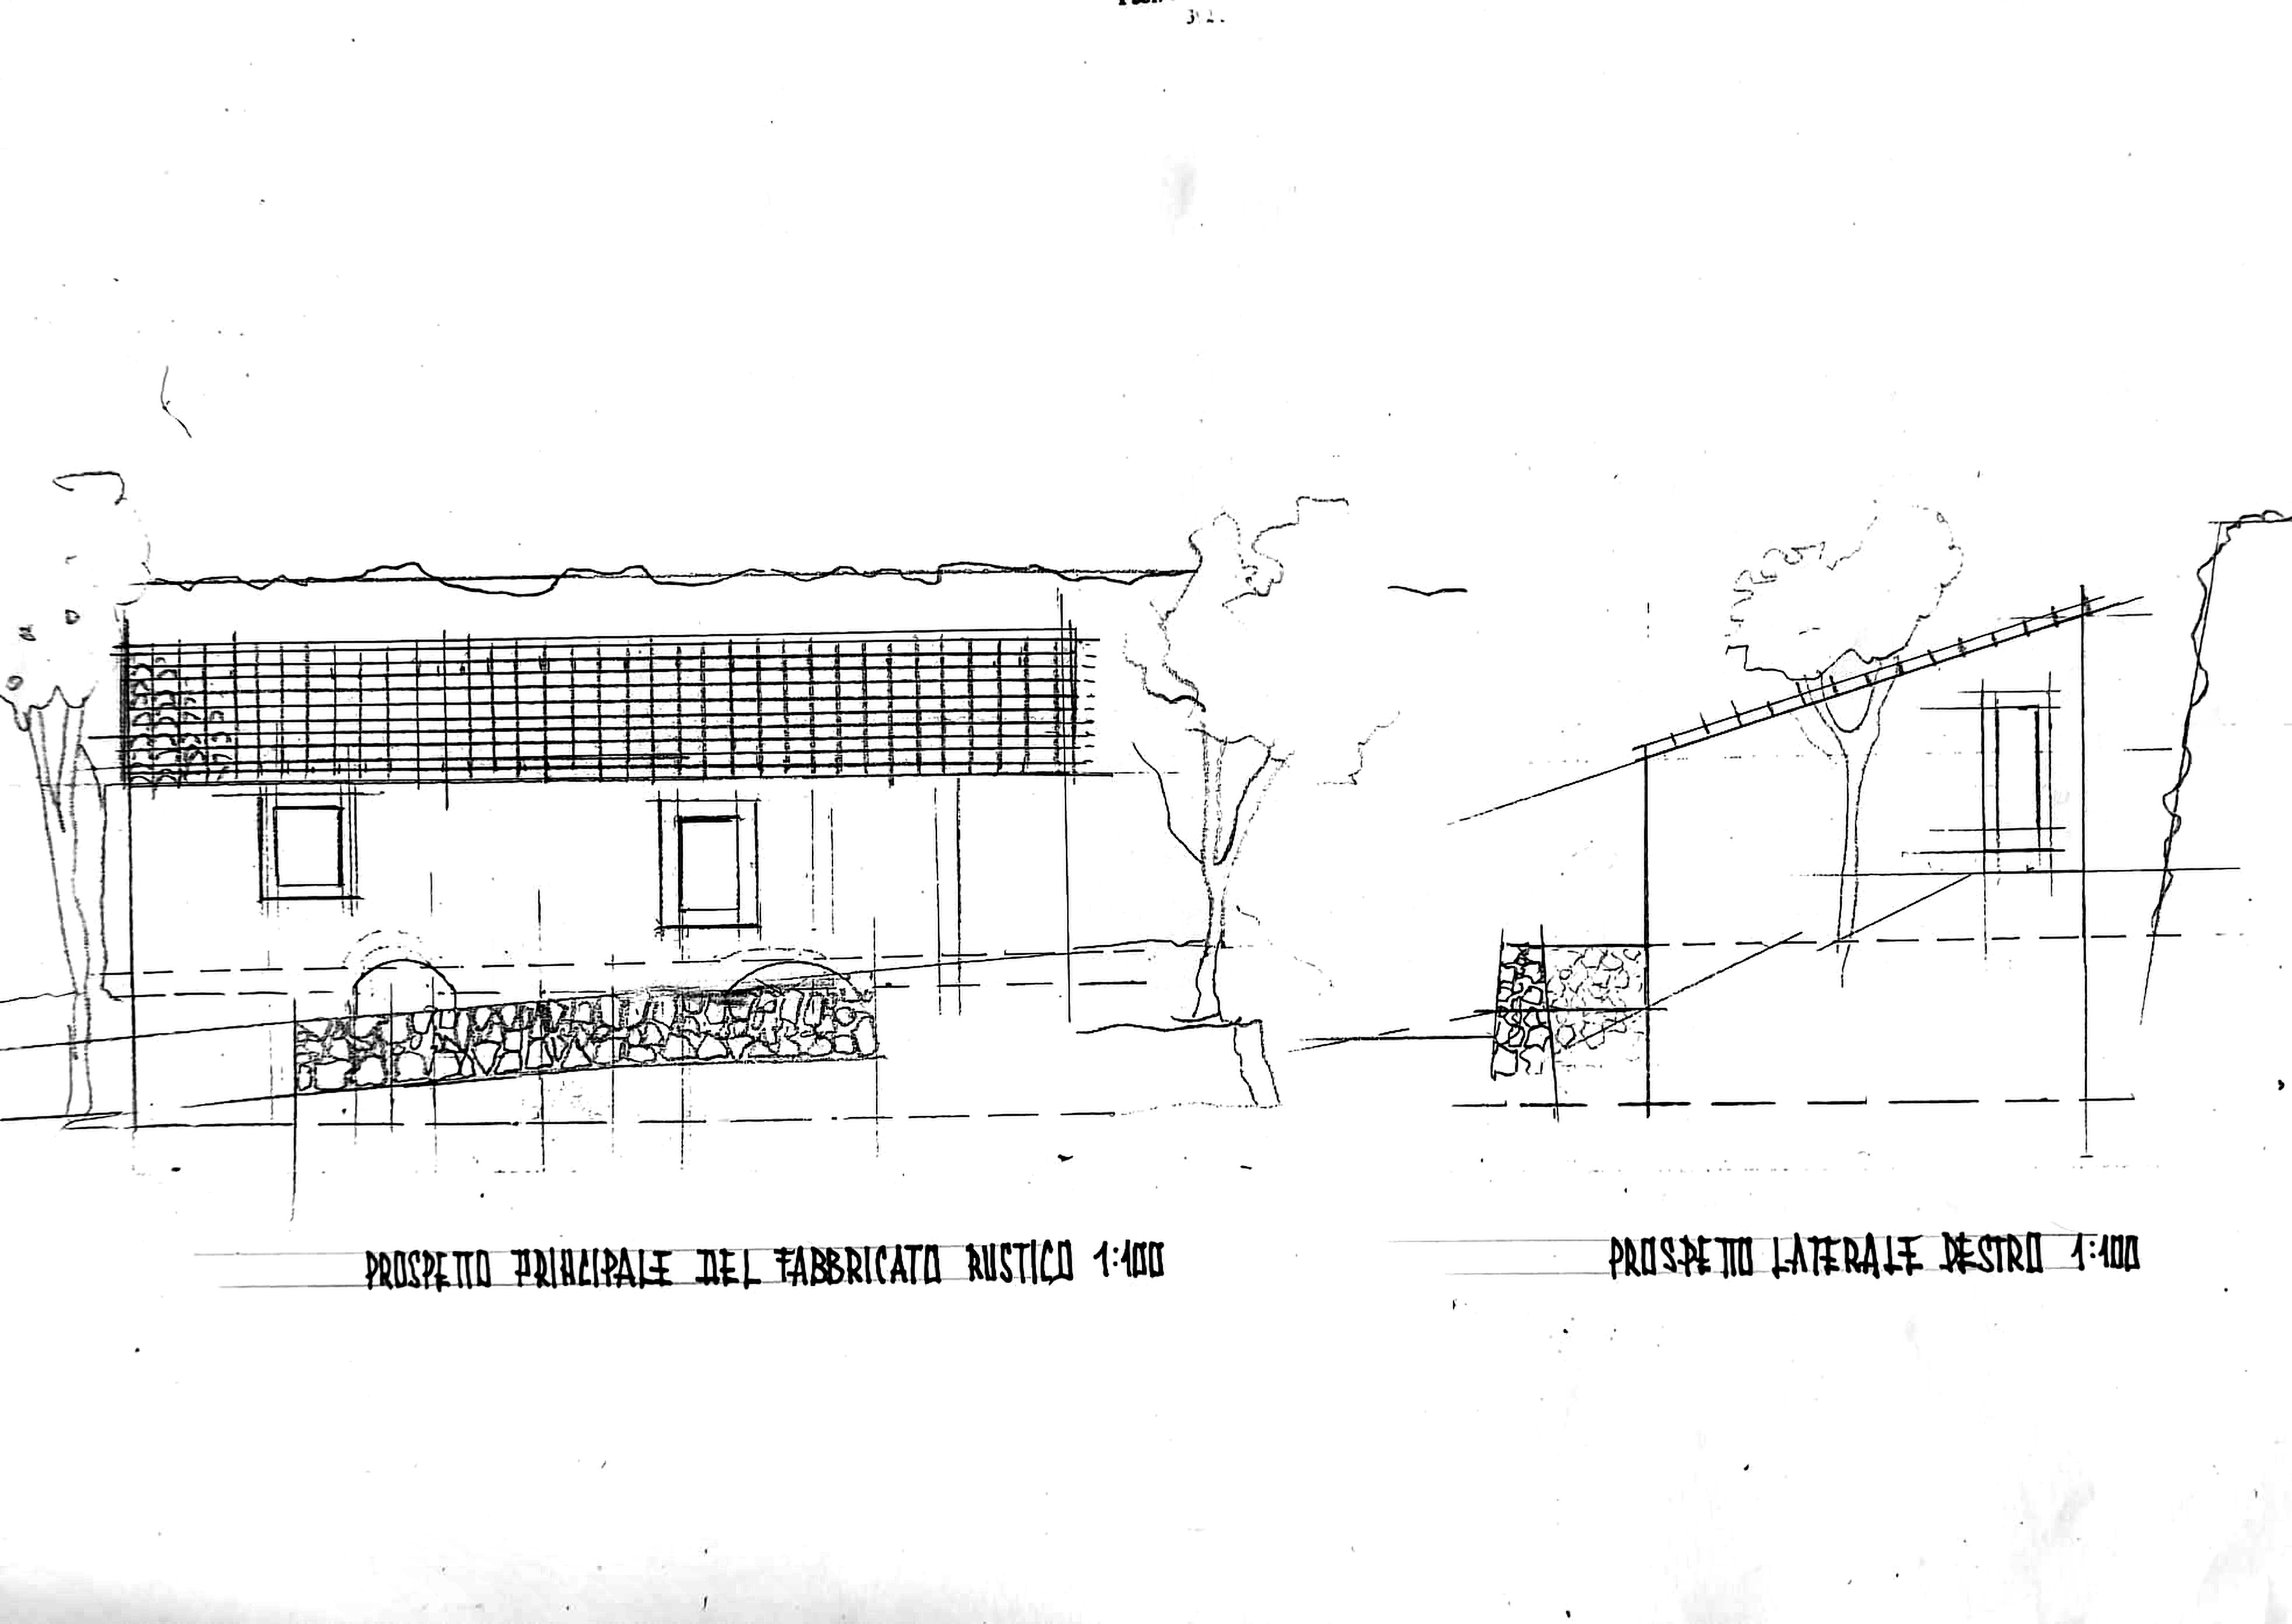 PROSPETTO PRINCIPALE DEL FABBRICATO RUSTICO 1:100
PROSPETTO LATERALE DESTRO 1:100